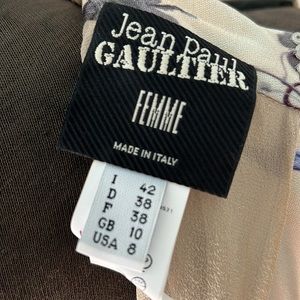 Jean Paul
GAULTIER
FEMME
MADE IN ITALY
I 42
D 38
F 38
GB 10
USA 8